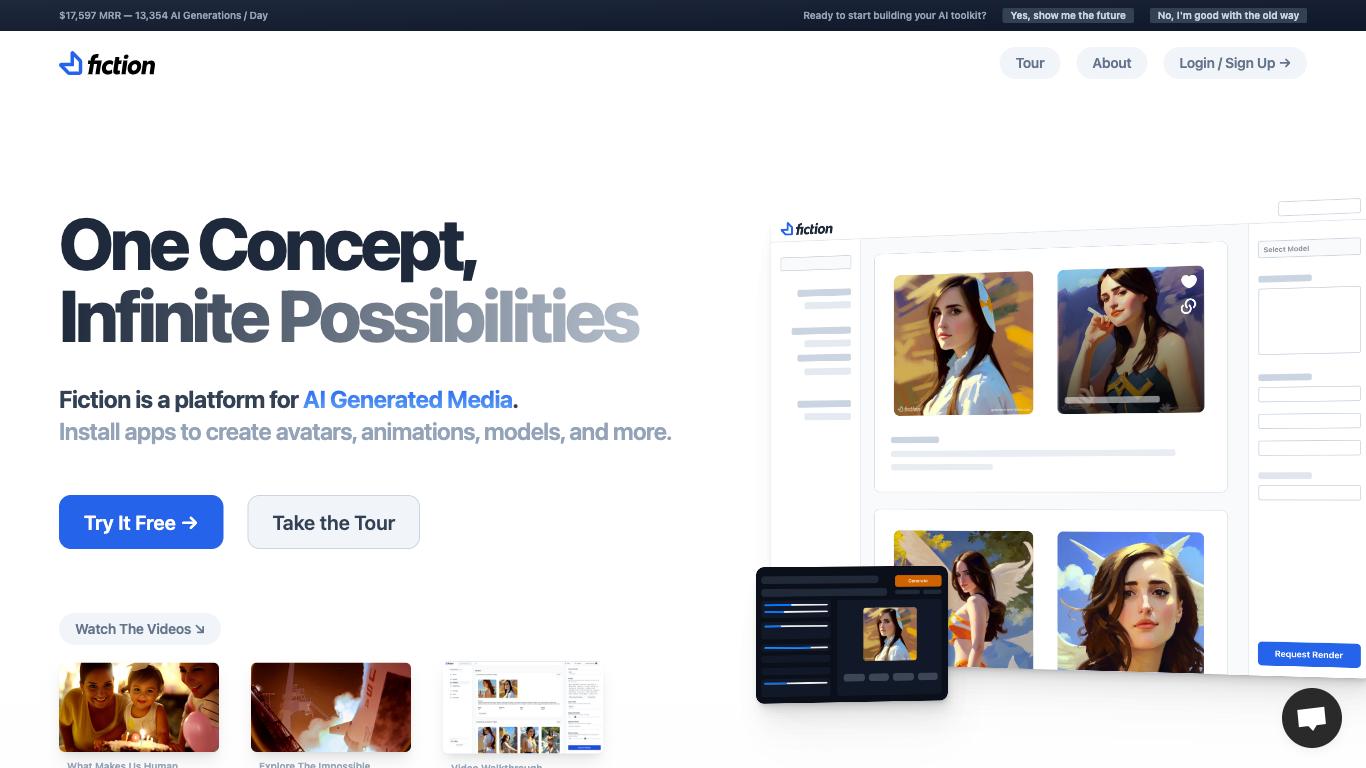 $17,597 MRR — 13,354 AI Generations / Day
Ready to start building your AI toolkit?
Yes, show me the future
No, I'm good with the old way
fiction
Tour
About
Login / Sign Up →
One Concept,
Infinite Possibilities
Fiction is a platform for AI Generated Media.
Install apps to create avatars, animations, models, and more.
Try It Free →
Take the Tour
fiction
Select Model
Generate
Request Render
Watch The Videos ↘
What Makes Us Human
Explore The Impossible
Video Walkthrough